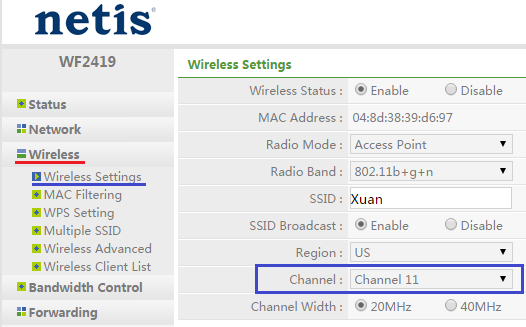 netis®
WF2419
Status
Network
Wireless
Wireless Settings
MAC Filtering
WPS Setting
Multiple SSID
Wireless Advanced
Wireless Client List
Bandwidth Control
Forwarding
Wireless Settings
Wireless Status : Enable Disable
MAC Address : 04:8d:38:39:d6:97
Radio Mode : Access Point
Radio Band : 802.11b+g+n
SSID : Xuan
SSID Broadcast : Enable Disable
Region : US
Channel : Channel 11
Channel Width : 20MHz 40MHz